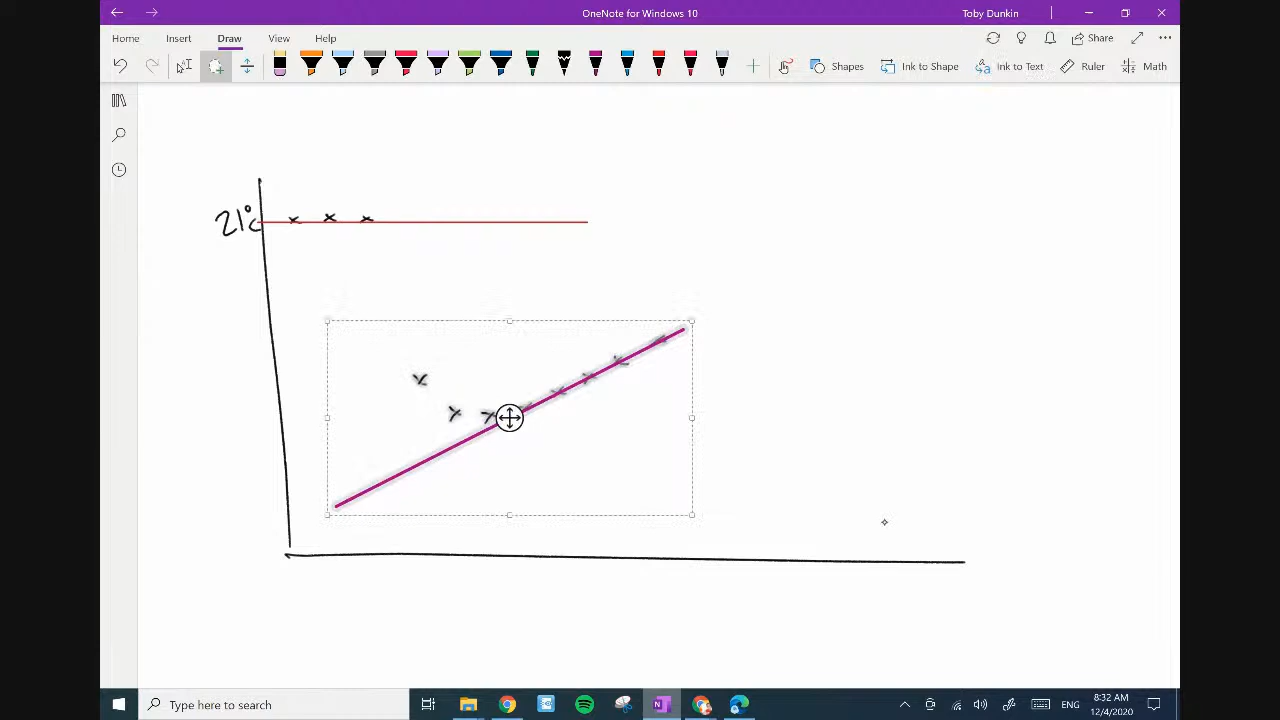 OneNote for Windows 10
Toby Dunkin
Home Insert Draw View Help
Share
Shapes Ink to Shape Ink to Text Ruler Math
21°c
Type here to search
ENG
8:32 AM
12/4/2020